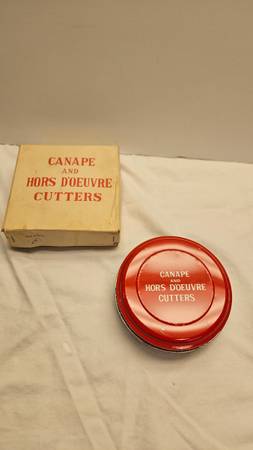 CANAPE
AND
HORS D'OEUVRE
CUTTERS
CANAPE
AND
HORS D'OEUVRE
CUTTERS